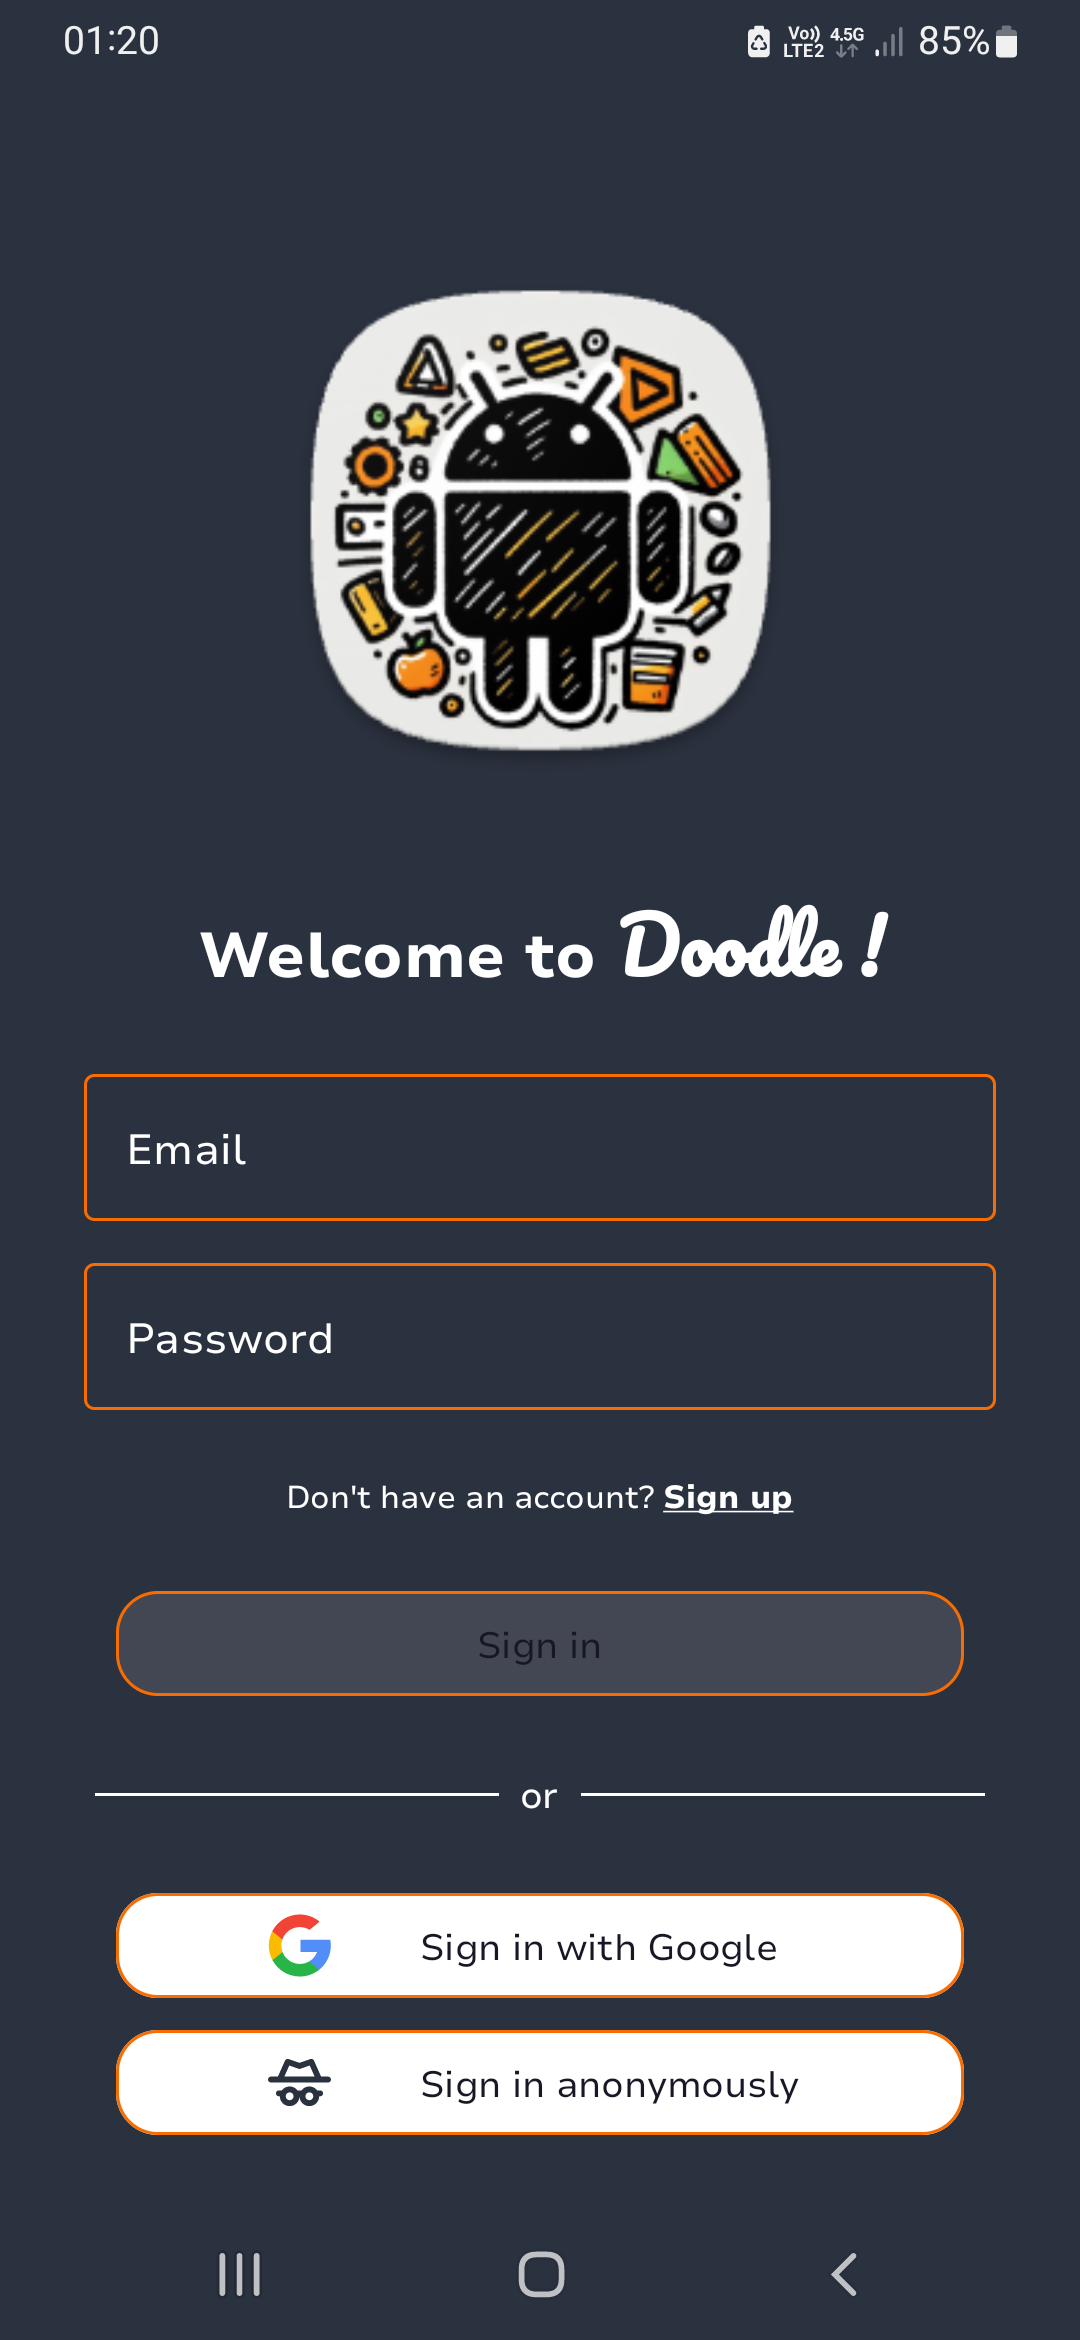 01:20
Vo)) LTE2 4.5G 85%
Welcome to Doodle !
Email
Password
Don't have an account? Sign up
Sign in
or
Sign in with Google
Sign in anonymously